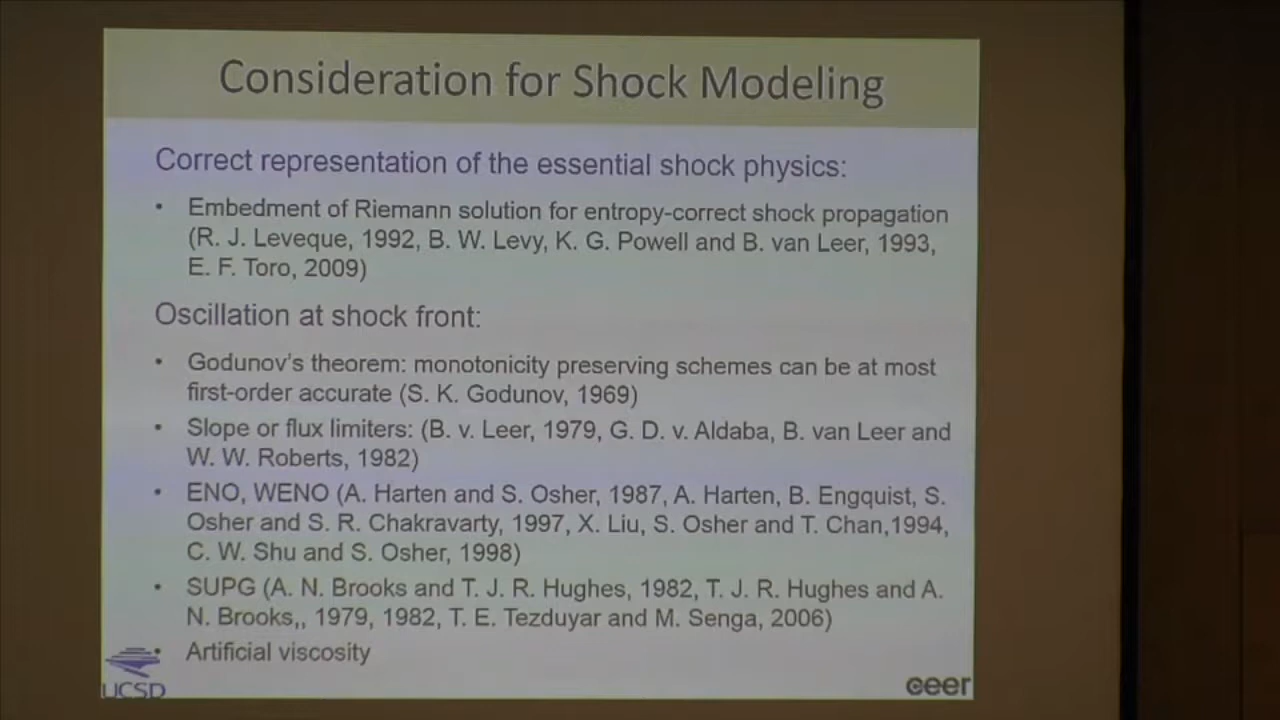 Consideration for Shock Modeling
Correct representation of the essential shock physics:
• Embedment of Riemann solution for entropy-correct shock propagation
(R. J. Leveque, 1992, B. W. Levy, K. G. Powell and B. van Leer, 1993,
E. F. Toro, 2009)
Oscillation at shock front:
• Godunov's theorem: monotonicity preserving schemes can be at most
first-order accurate (S. K. Godunov, 1969)
• Slope or flux limiters: (B. v. Leer, 1979, G. D. v. Aldaba, B. van Leer and
W. W. Roberts, 1982)
• ENO, WENO (A. Harten and S. Osher, 1987, A. Harten, B. Engquist, S.
Osher and S. R. Chakravarty, 1997, X. Liu, S. Osher and T. Chan,1994,
C. W. Shu and S. Osher, 1998)
• SUPG (A. N. Brooks and T. J. R. Hughes, 1982, T. J. R. Hughes and A.
N. Brooks,, 1979, 1982, T. E. Tezduyar and M. Senga, 2006)
• Artificial viscosity
UCSD
ceer